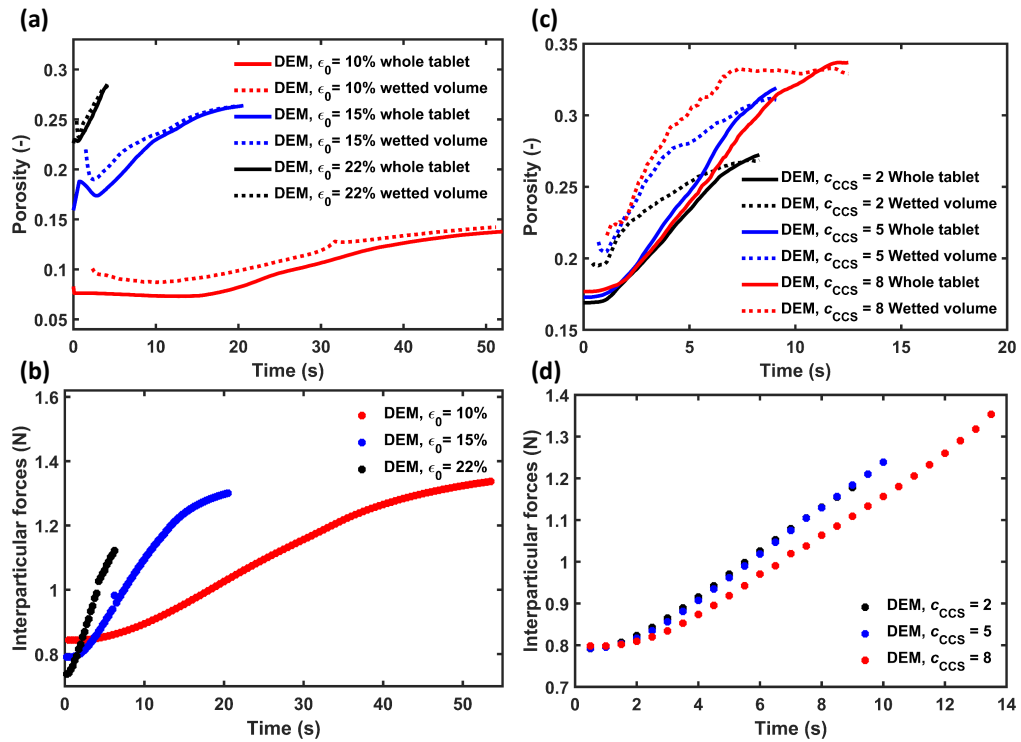 (a)
0.3
0.25
0.2
0.15
0.1
0.05
Porosity (-)
DEM, ϵ0= 10% whole tablet
DEM, ϵ0= 10% wetted volume
DEM, ϵ0= 15% whole tablet
DEM, ϵ0= 15% wetted volume
DEM, ϵ0= 22% whole tablet
DEM, ϵ0= 22% wetted volume
0 10 20 30 40 50
Time (s)
(b)
1.6
1.4
1.2
1
0.8
0.6
Interparticular forces (N)
DEM, ϵ0= 10%
DEM, ϵ0= 15%
DEM, ϵ0= 22%
0 10 20 30 40 50
Time (s)
(c)
0.35
0.3
0.25
0.2
0.15
Porosity (-)
DEM, cCCS = 2 Whole tablet
DEM, cCCS = 2 Wetted volume
DEM, cCCS = 5 Whole tablet
DEM, cCCS = 5 Wetted volume
DEM, cCCS = 8 Whole tablet
DEM, cCCS = 8 Wetted volume
0 5 10 15 20
Time (s)
(d)
1.4
1.3
1.2
1.1
1
0.9
0.8
0.7
Interparticular forces (N)
DEM, cCCS = 2
DEM, cCCS = 5
DEM, cCCS = 8
0 2 4 6 8 10 12 14
Time (s)